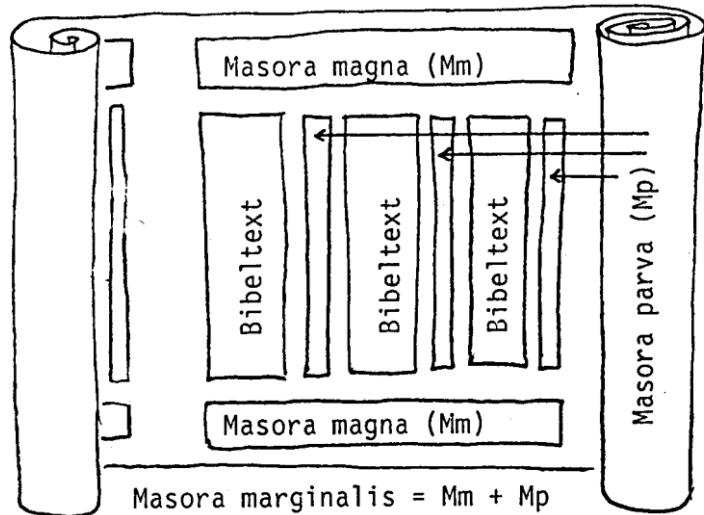 Masora magna (Mm)
Bibeltext
Bibeltext
Bibeltext
Masora parva (Mp)
Masora magna (Mm)
Masora marginalis = Mm + Mp